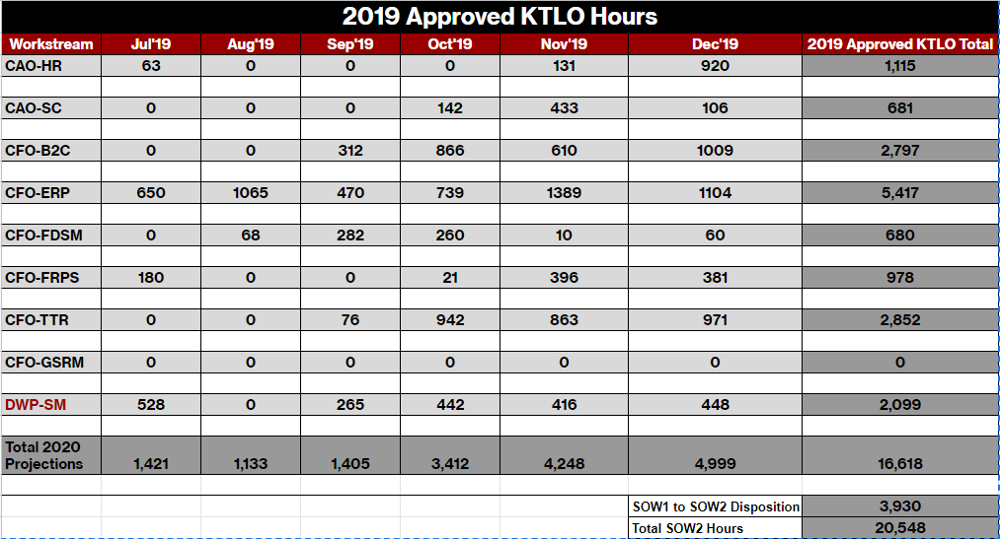 2019 Approved KTLO Hours
Workstream Jul'19 Aug'19 Sep'19 Oct'19 Nov'19 Dec'19 2019 Approved KTLO Total
CAO-HR 63 0 0 0 131 920 1,115
CAO-SC 0 0 0 142 433 106 681
CFO-B2C 0 0 312 866 610 1009 2,797
CFO-ERP 650 1065 470 739 1389 1104 5,417
CFO-FDSM 0 68 282 260 10 60 680
CFO-FRPS 180 0 0 21 396 381 978
CFO-TTR 0 0 76 942 863 971 2,852
CFO-GSRM 0 0 0 0 0 0 0
DWP-SM 528 0 265 442 416 448 2,099
Total 2020
Projections 1,421 1,133 1,405 3,412 4,248 4,999 16,618
SOW1 to SOW2 Disposition 3,930
Total SOW2 Hours 20,548